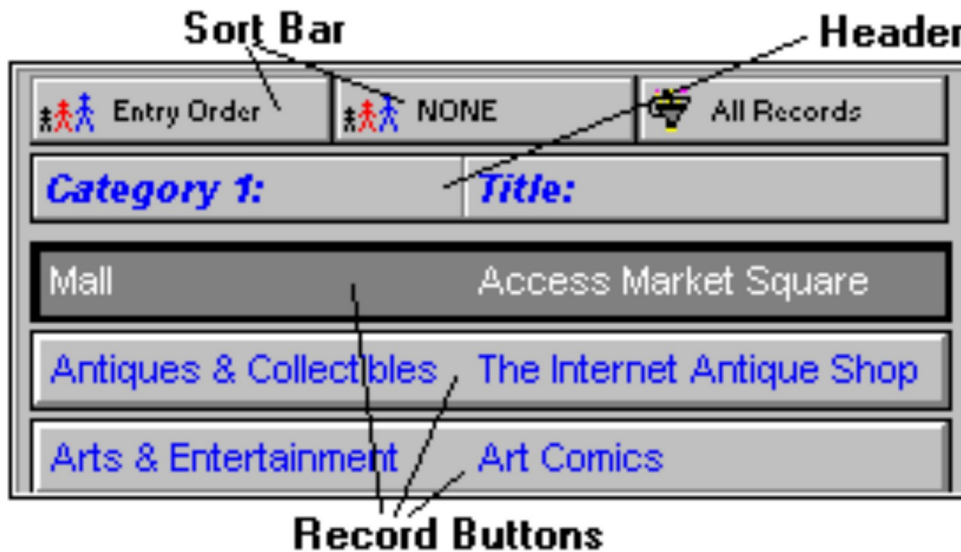 Sort Bar Header
Entry Order NONE All Records
Category 1: Title:
Mall Access Market Square
Antiques & Collectibles The Internet Antique Shop
Arts & Entertainment Art Comics
Record Buttons